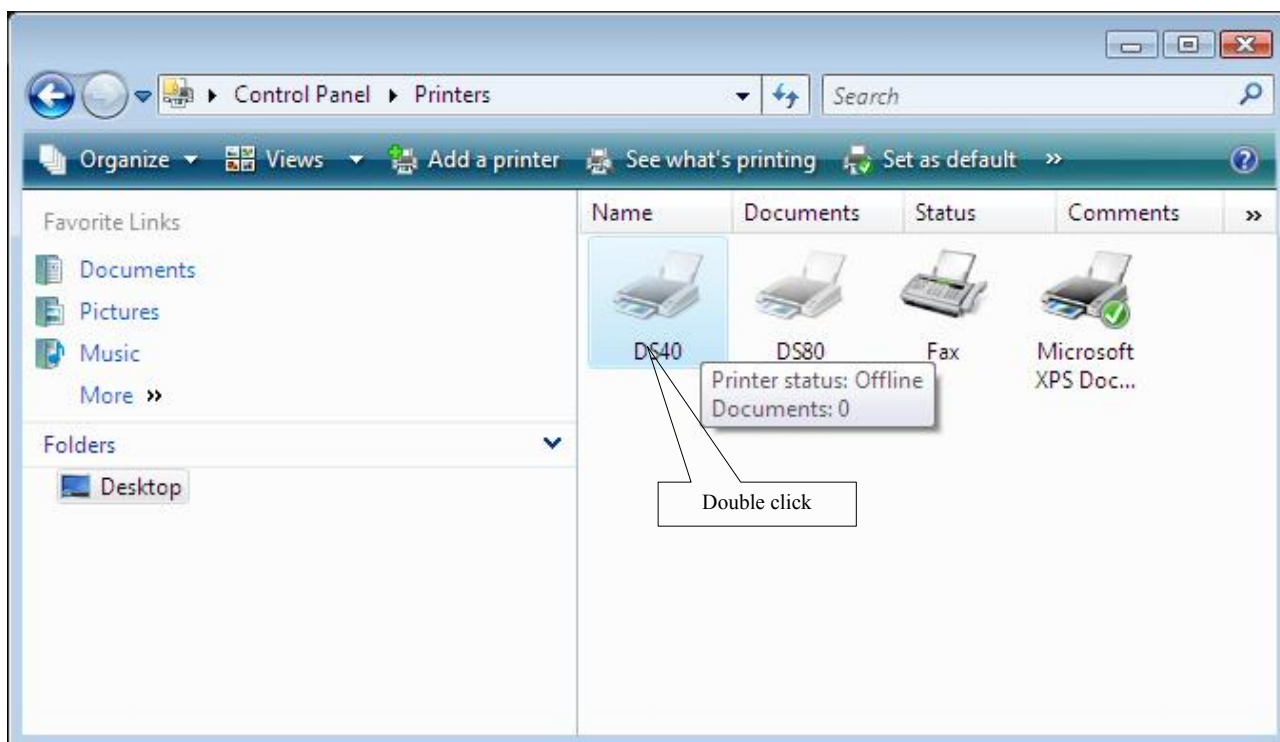 Control Panel Printers Search
Organize Views Add a printer See what's printing Set as default »
Favorite Links
Documents
Pictures
Music
More »
Folders
Desktop
Name Documents Status Comments »
DS40 DS80 Fax Microsoft
XPS Doc...
Printer status: Offline
Documents: 0
Double click